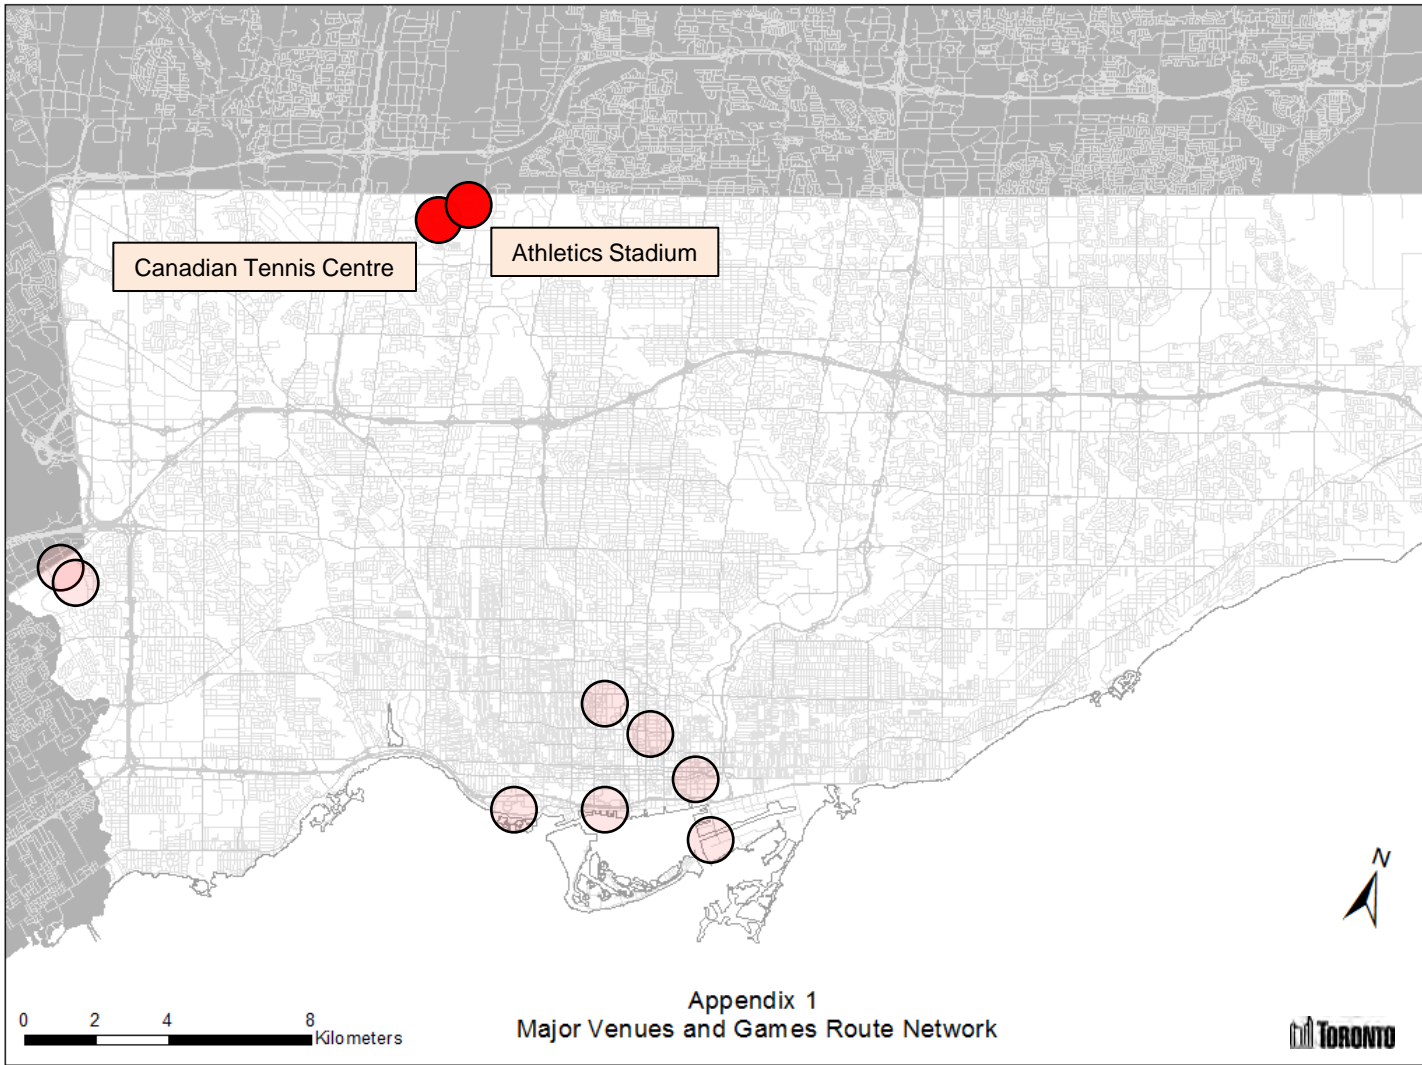 Athletics Stadium
Canadian Tennis Centre
N
Appendix 1
Major Venues and Games Route Network
0 2 4 8
Kilometers
TORONTO